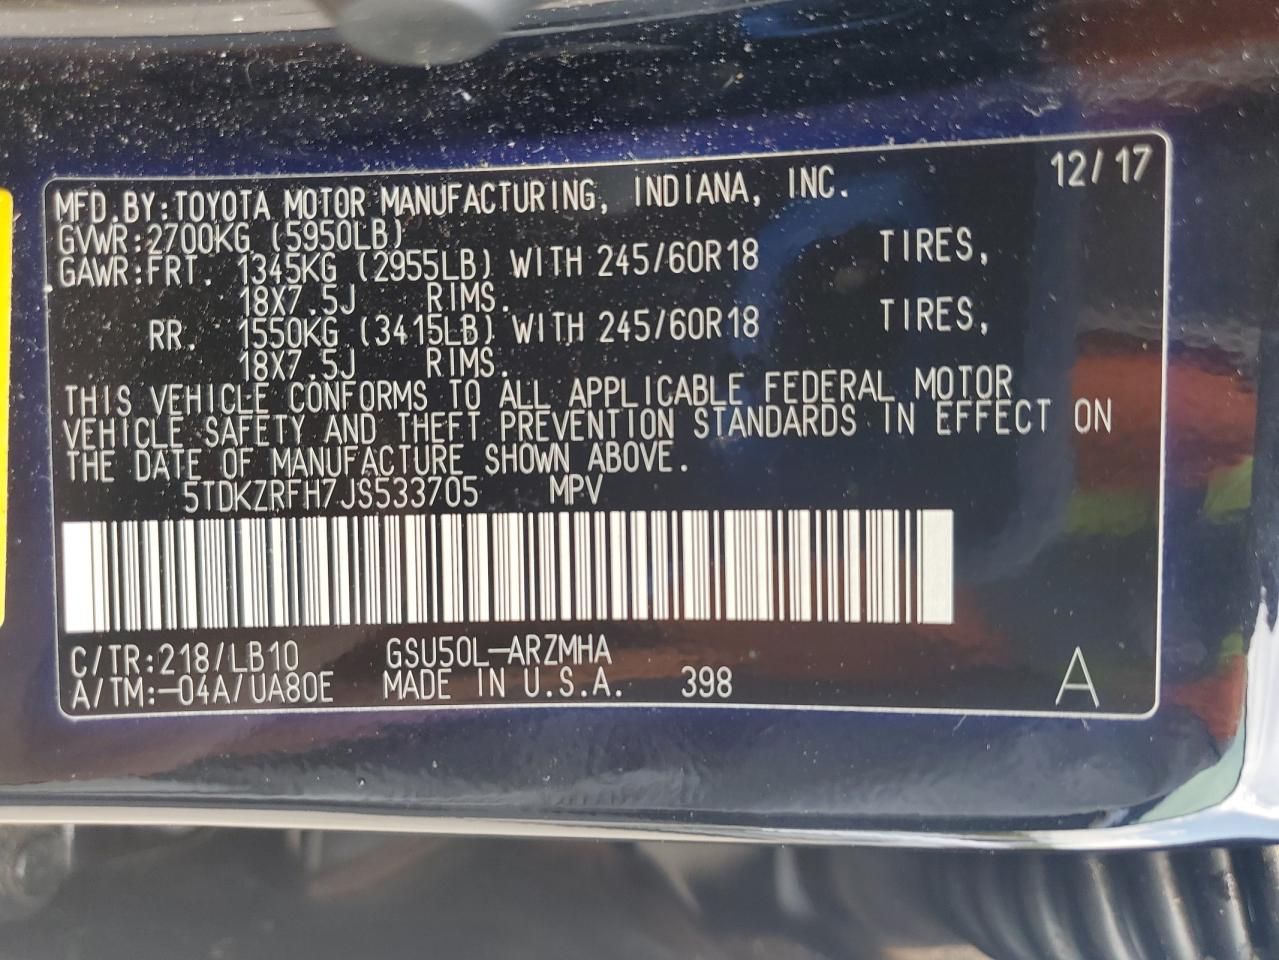 12/17
MFD.BY:TOYOTA MOTOR MANUFACTURING, INDIANA, INC.
GVWR:2700KG (5950LB)
GAWR:FRT. 1345KG (2955LB) WITH 245/60R18 TIRES,
18X7.5J RIMS.
RR. 1550KG (3415LB) WITH 245/60R18 TIRES,
18X7.5J RIMS.
THIS VEHICLE CONFORMS TO ALL APPLICABLE FEDERAL MOTOR
VEHICLE SAFETY AND THEFT PREVENTION STANDARDS IN EFFECT ON
THE DATE OF MANUFACTURE SHOWN ABOVE.
5TDKZRFH7JS533705 MPV
C/TR:218/LB10 GSU50L-ARZMHA
A/TM:-04A/UA80E MADE IN U.S.A. 398 A